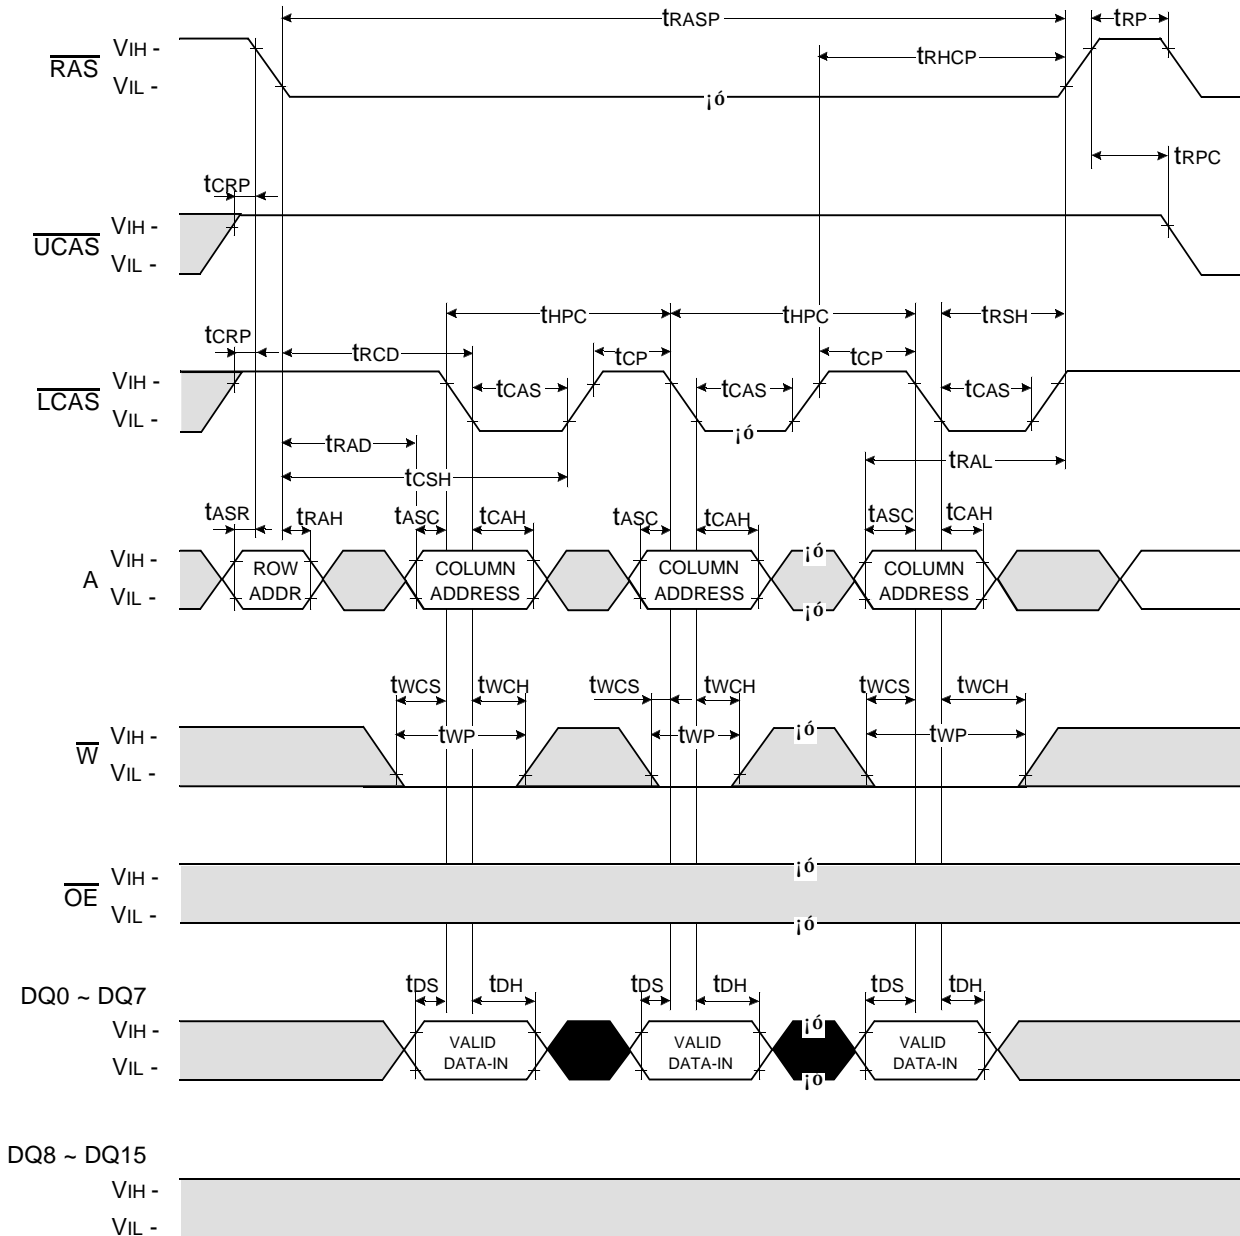 tRASP
tRP
RAS
VIH -
VIL -
tRHCP
¡ó
tRPC
tCRP
UCAS
VIH -
VIL -
tHPC
tHPC
tRSH
tCRP
tRCD
tCP
tCP
LCAS
VIH -
VIL -
tCAS
tCAS
tCAS
¡ó
tRAD
tCSH
tRAL
tASR
tRAH
tASC
tCAH
tASC
tCAH
tASC
tCAH
A
VIH -
VIL -
ROW
ADDR
COLUMN
ADDRESS
COLUMN
ADDRESS
¡ó
¡ó
COLUMN
ADDRESS
tWCS
tWCH
tWCS
tWCH
tWCS
tWCH
W
VIH -
VIL -
tWP
tWP
¡ó
tWP
OE
VIH -
VIL -
¡ó
¡ó
DQ0 ~ DQ7
tDS
tDH
tDS
tDH
tDS
tDH
VIH -
VIL -
VALID
DATA-IN
VALID
DATA-IN
¡ó
¡ó
VALID
DATA-IN
DQ8 ~ DQ15
VIH -
VIL -